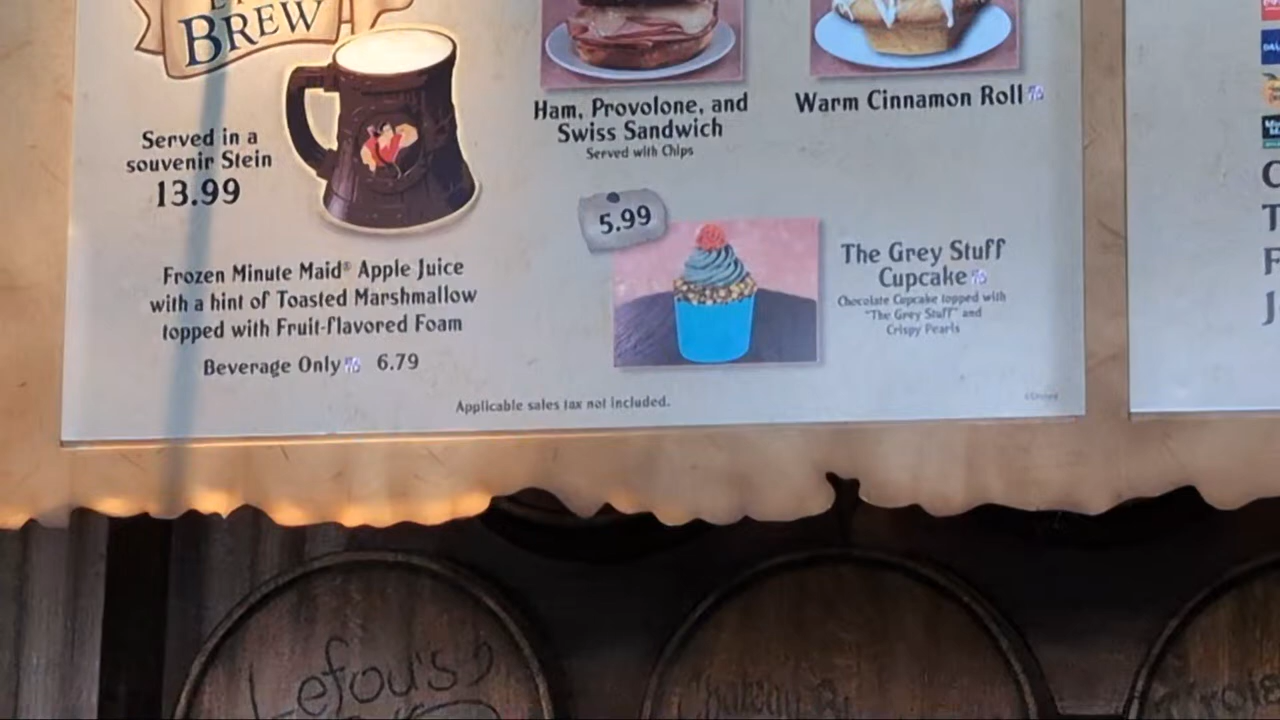 BREW
Served in a
souvenir Stein
13.99
Frozen Minute Maid® Apple Juice
with a hint of Toasted Marshmallow
topped with Fruit-flavored Foam
Beverage Only 6.79
Ham, Provolone, and
Swiss Sandwich
Served with Chips
Warm Cinnamon Roll
5.99
The Grey Stuff
Cupcake
Chocolate Cupcake topped with
"The Grey Stuff" and
Crispy Pearls
Applicable sales tax not included.
©Disney
Lefou's